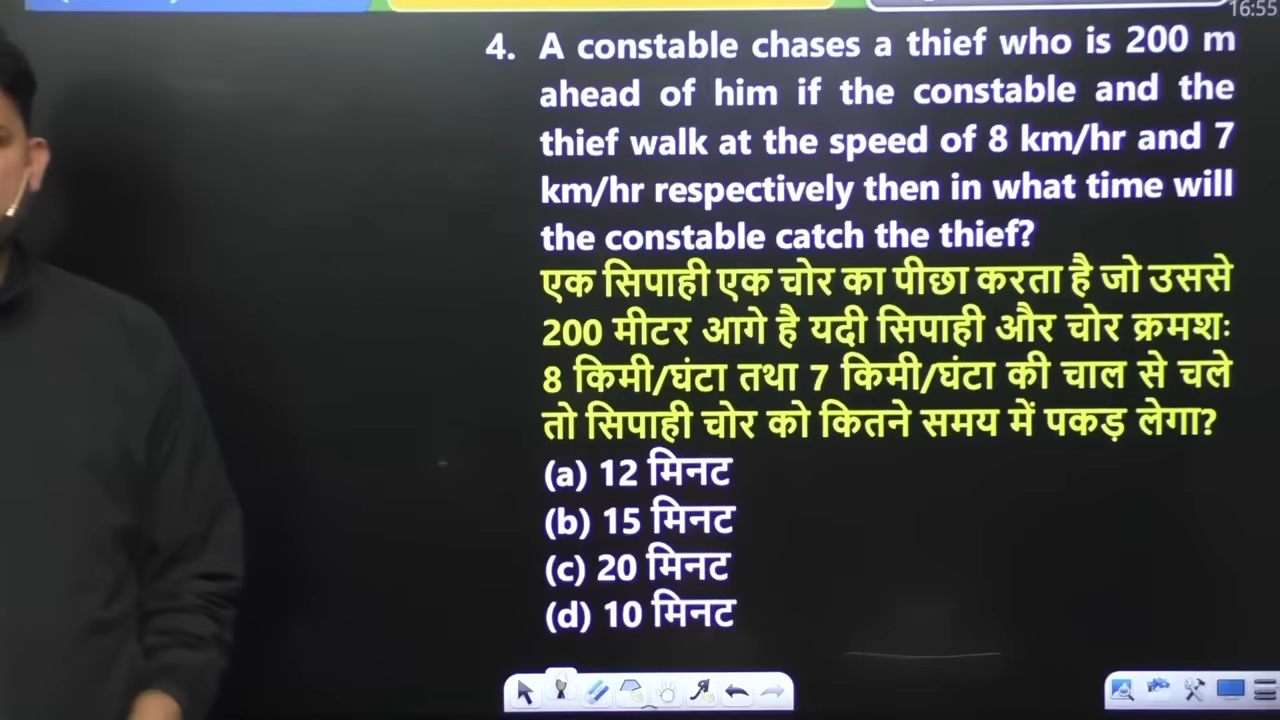 16:55
4. A constable chases a thief who is 200 m
ahead of him if the constable and the
thief walk at the speed of 8 km/hr and 7
km/hr respectively then in what time will
the constable catch the thief?
एक सिपाही एक चोर का पीछा करता है जो उससे
200 मीटर आगे है यदी सिपाही और चोर क्रमशः
8 किमी/घंटा तथा 7 किमी/घंटा की चाल से चले
तो सिपाही चोर को कितने समय में पकड़ लेगा?
(a) 12 मिनट
(b) 15 मिनट
(c) 20 मिनट
(d) 10 मिनट